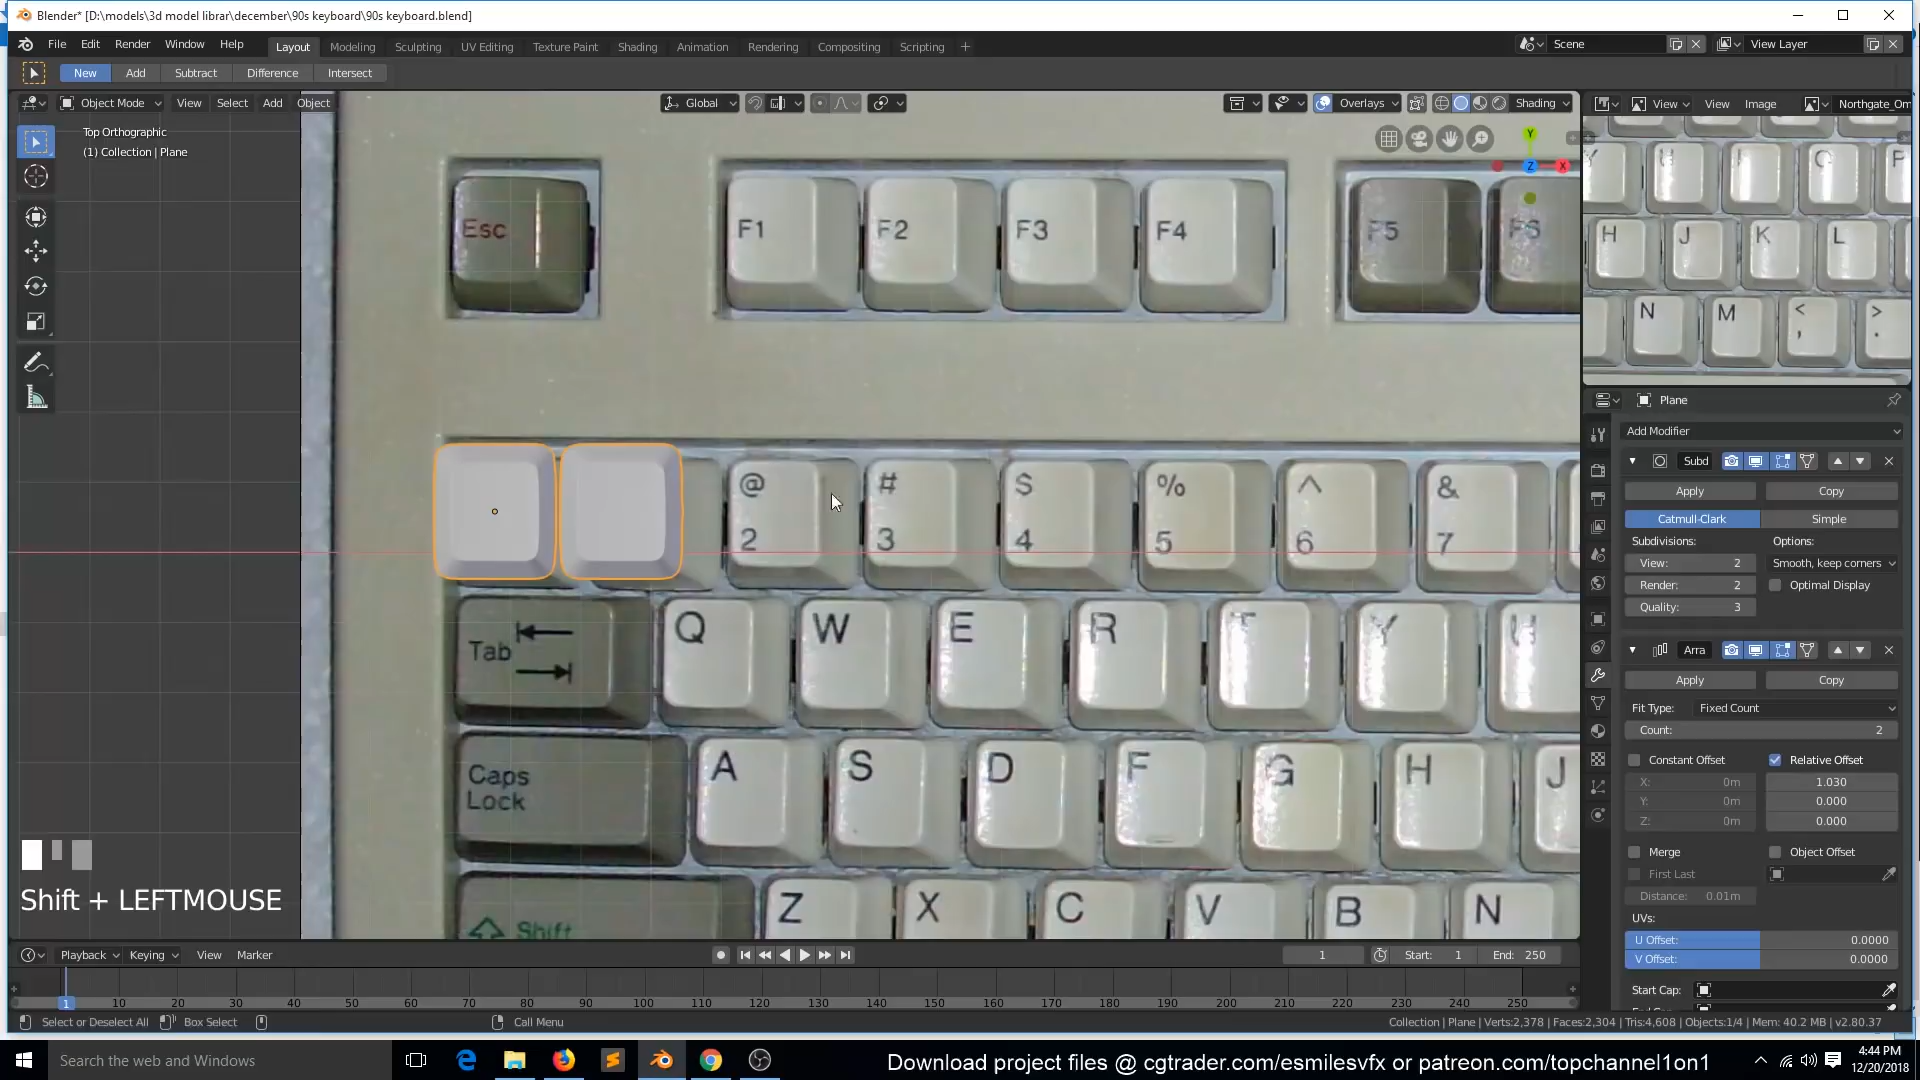 Blender* [D:\models\3d model librar\december\90s keyboard\90s keyboard.blend]
File Edit Render Window Help Layout Modeling Sculpting UV Editing Texture Paint Shading Animation Rendering Compositing Scripting + Scene View Layer
New Add Subtract Difference Intersect
Object Mode View Select Add Object Global Overlays Shading View View Image Northgate_Om
Top Orthographic
(1) Collection | Plane
Y X Z
Esc F1 F2 F3 F4 F5 F6
H J K L
N M < ,  > .
Plane
Add Modifier
Subd
Apply Copy
Catmull-Clark Simple
Subdivisions: Options:
View: 2 Smooth, keep corners
Render: 2 Optimal Display
Quality: 3
@ 2 # 3 $ 4 % 5 ^ 6 & 7
Tab Q W E R T Y U
Caps Lock A S D F G H J
Shift Z X C V B N
Arra
Apply Copy
Fit Type: Fixed Count
Count: 2
Constant Offset Relative Offset
X: 0m 1.030
Y: 0m 0.000
Z: 0m 0.000
Merge Object Offset
First Last
Distance: 0.01m
UVs:
U Offset: 0.0000
V Offset: 0.0000
Start Cap:
Shift + LEFTMOUSE
Playback Keying View Marker 1 Start: 1 End: 250
1 10 20 30 40 50 60 70 80 90 100 110 120 130 140 150 160 170 180 190 200 210 220 230 240 250
Select or Deselect All Box Select Call Menu Collection | Plane | Verts:2,378 | Faces:2,304 | Tris:4,608 | Objects:1/4 | Mem: 40.2 MB | v2.80.37
Search the web and Windows
Download project files @ cgtrader.com/esmilesvfx or patreon.com/topchannel1on1
4:44 PM
12/20/2018